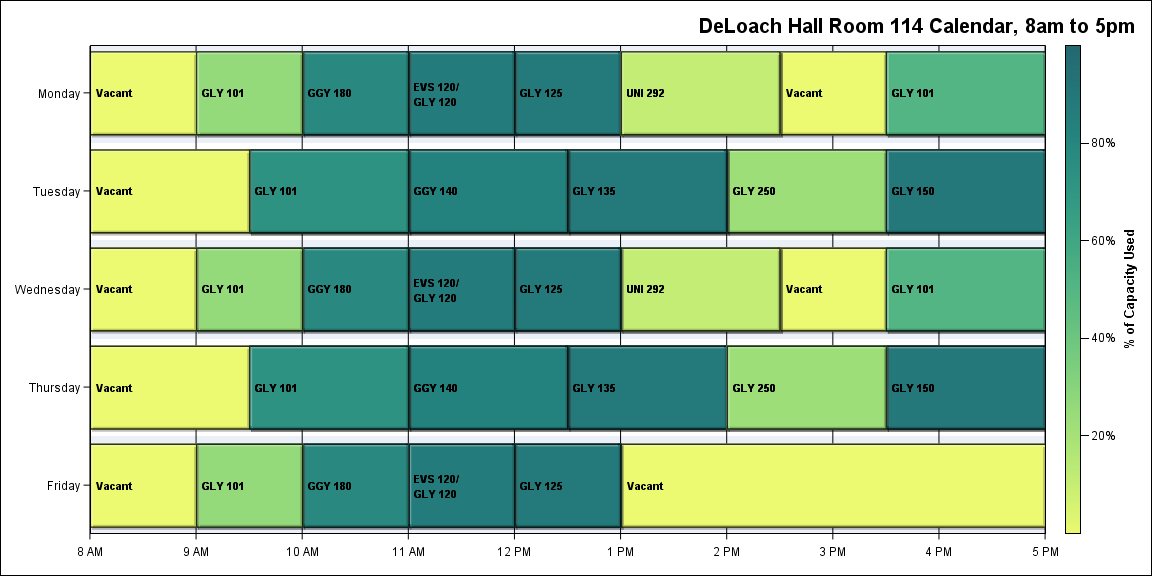 DeLoach Hall Room 114 Calendar, 8am to 5pm
Monday
Vacant
GLY 101
GGY 180
EVS 120/
GLY 120
GLY 125
UNI 292
Vacant
GLY 101
Tuesday
Vacant
GLY 101
GGY 140
GLY 135
GLY 250
GLY 150
Wednesday
Vacant
GLY 101
GGY 180
EVS 120/
GLY 120
GLY 125
UNI 292
Vacant
GLY 101
Thursday
Vacant
GLY 101
GGY 140
GLY 135
GLY 250
GLY 150
Friday
Vacant
GLY 101
GGY 180
EVS 120/
GLY 120
GLY 125
Vacant
8 AM
9 AM
10 AM
11 AM
12 PM
1 PM
2 PM
3 PM
4 PM
5 PM
80%
60%
40%
20%
% of Capacity Used